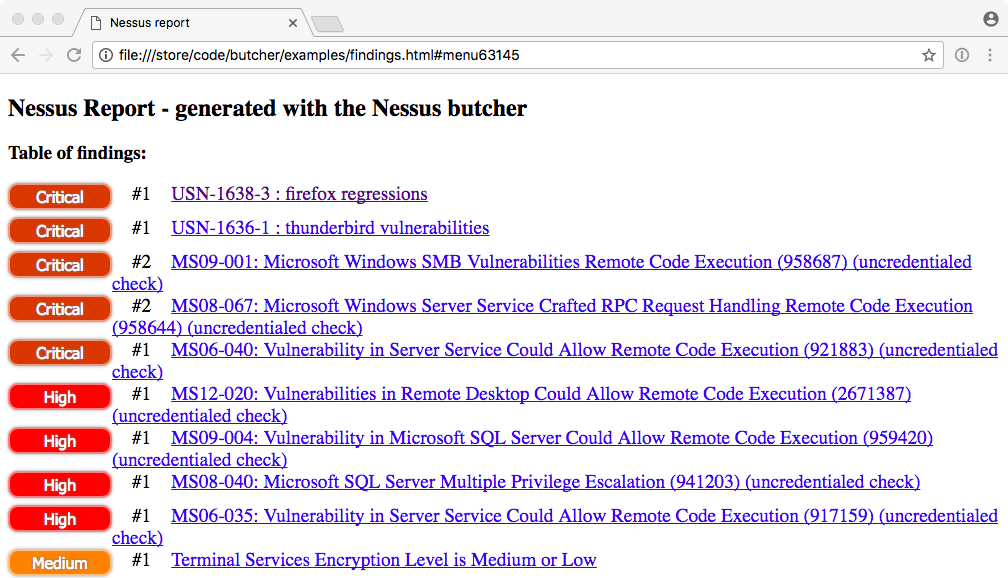 Nessus report
file:///store/code/butcher/examples/findings.html#menu63145
Nessus Report - generated with the Nessus butcher
Table of findings:
Critical #1 USN-1638-3 : firefox regressions
Critical #1 USN-1636-1 : thunderbird vulnerabilities
Critical #2 MS09-001: Microsoft Windows SMB Vulnerabilities Remote Code Execution (958687) (uncredentialed
check)
Critical #2 MS08-067: Microsoft Windows Server Service Crafted RPC Request Handling Remote Code Execution
(958644) (uncredentialed check)
Critical #1 MS06-040: Vulnerability in Server Service Could Allow Remote Code Execution (921883) (uncredentialed
check)
High #1 MS12-020: Vulnerabilities in Remote Desktop Could Allow Remote Code Execution (2671387)
(uncredentialed check)
High #1 MS09-004: Vulnerability in Microsoft SQL Server Could Allow Remote Code Execution (959420)
(uncredentialed check)
High #1 MS08-040: Microsoft SQL Server Multiple Privilege Escalation (941203) (uncredentialed check)
High #1 MS06-035: Vulnerability in Server Service Could Allow Remote Code Execution (917159) (uncredentialed
check)
Medium #1 Terminal Services Encryption Level is Medium or Low